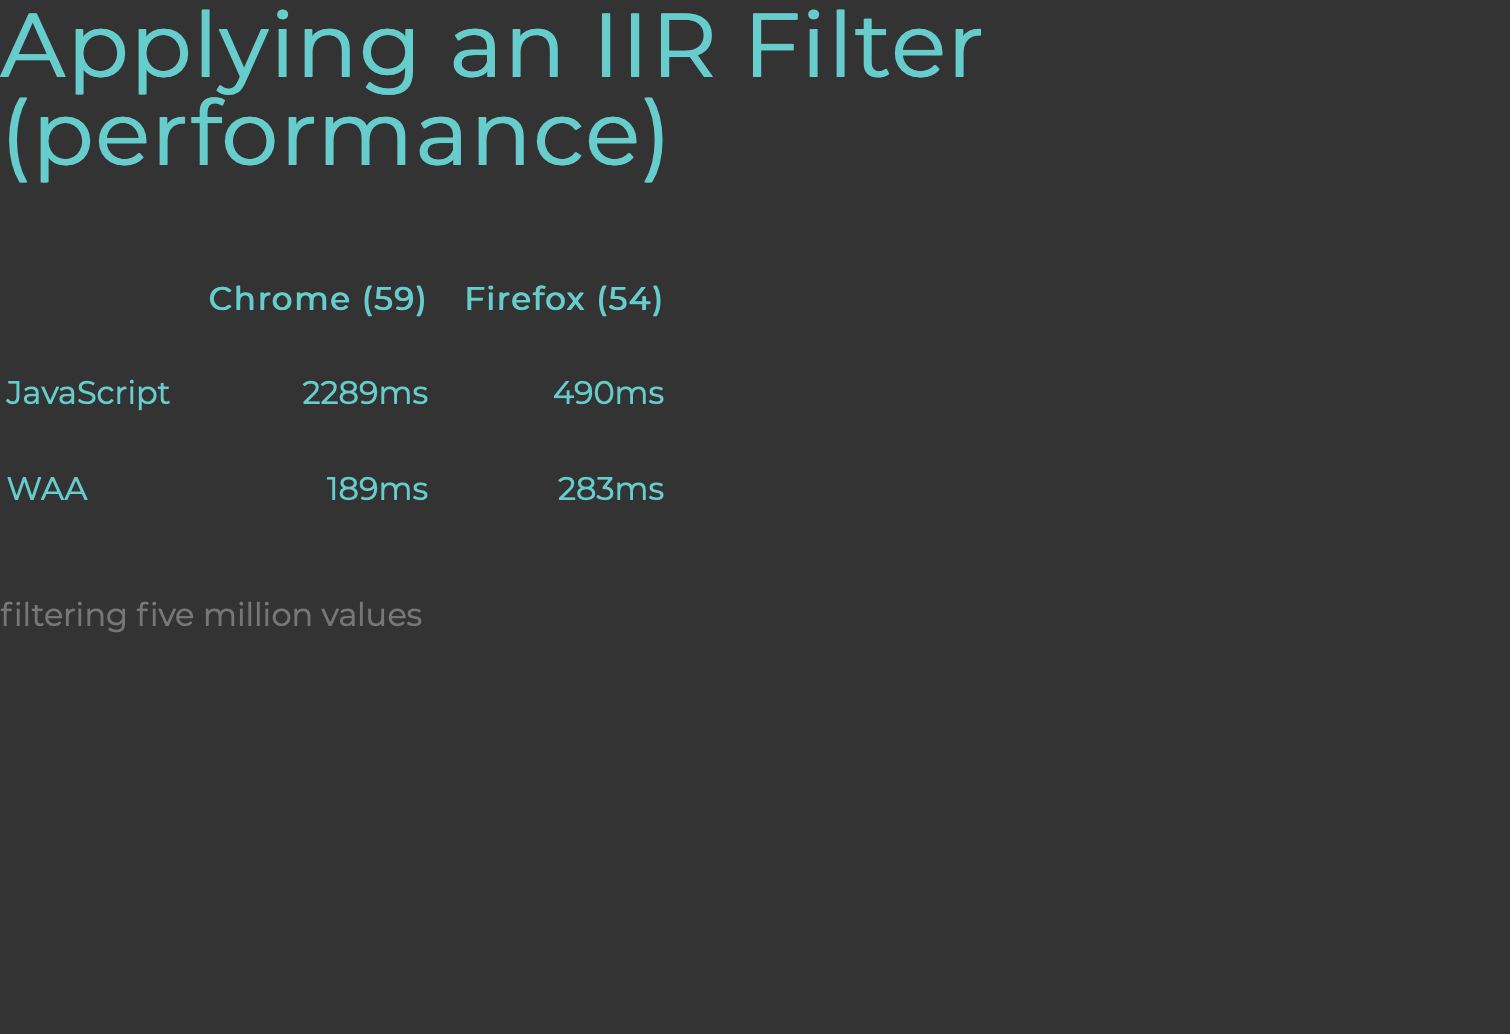 Applying an IIR Filter
(performance)
Chrome (59) Firefox (54)
JavaScript 2289ms 490ms
WAA 189ms 283ms
filtering five million values